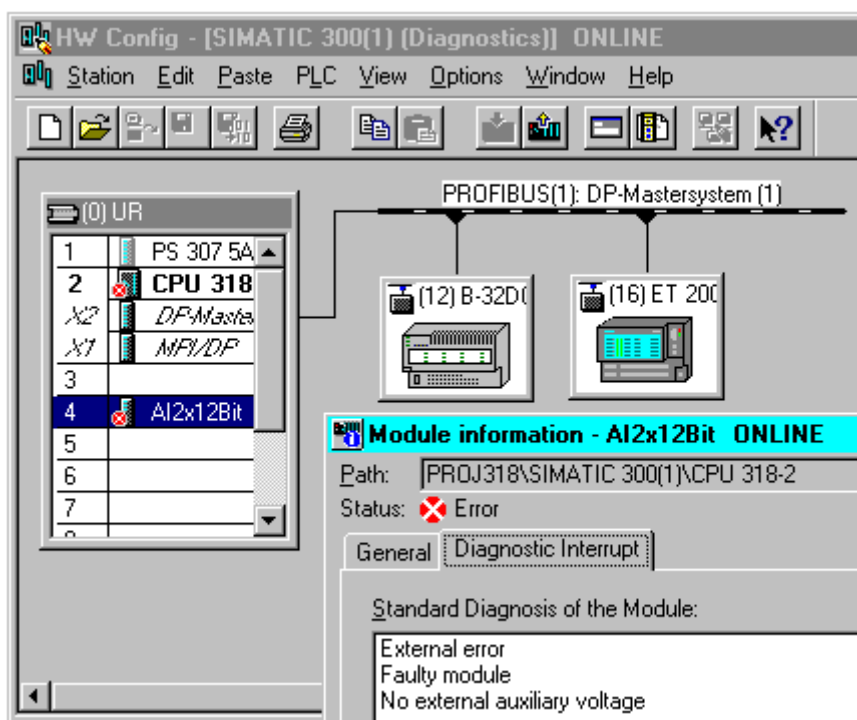 HW Config - [SIMATIC 300(1) (Diagnostics)] ONLINE
Station Edit Paste PLC View Options Window Help
(0) UR
1 PS 307 5A
2 CPU 318
X2 DP-Maste
X1 MPI/DP
3
4 AI2x12Bit
5
6
7
PROFIBUS(1): DP-Mastersystem (1)
(12) B-32D
(16) ET 200
Module information - AI2x12Bit ONLINE
Path: PROJ318\SIMATIC 300(1)\CPU 318-2
Status: Error
General Diagnostic Interrupt
Standard Diagnosis of the Module:
External error
Faulty module
No external auxiliary voltage